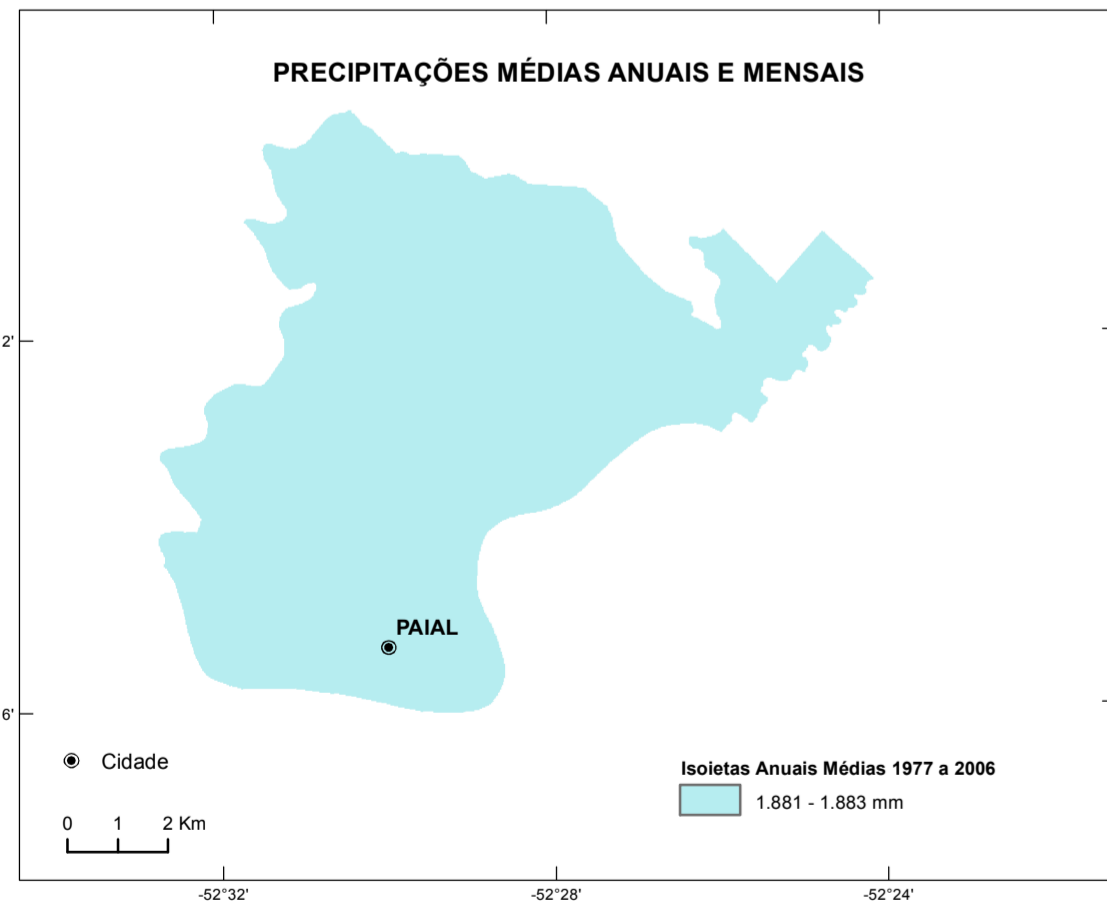 PRECIPITAÇÕES MÉDIAS ANUAIS E MENSAIS
2'
PAIAL
6'
Cidade
Isoietas Anuais Médias 1977 a 2006
1.881 - 1.883 mm
0 1 2 Km
-52°32' -52°28' -52°24'